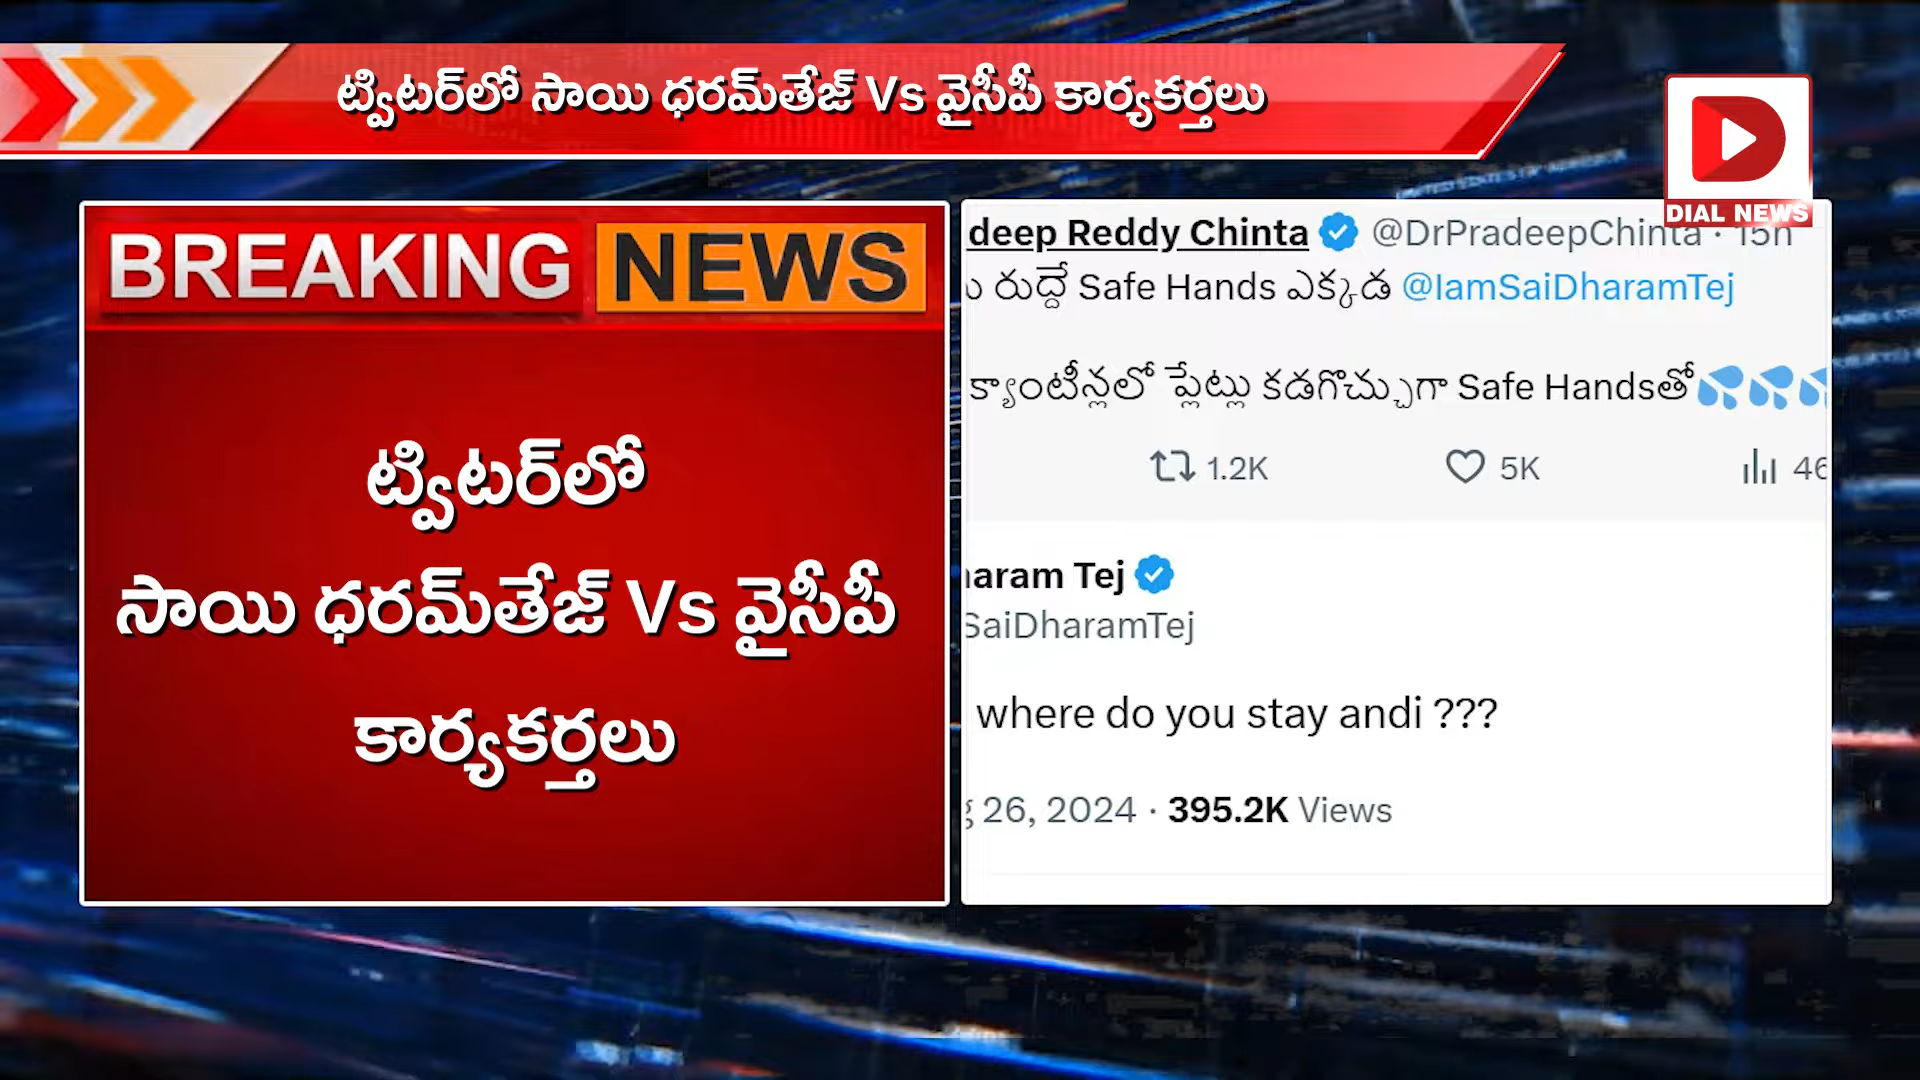 ట్విటర్‌లో సాయి ధరమ్‌తేజ్ Vs వైసీపీ కార్యకర్తలు
DIAL NEWS
BREAKING NEWS
ట్విటర్‌లో
సాయి ధరమ్‌తేజ్ Vs వైసీపీ
కార్యకర్తలు
deep Reddy Chinta @DrPradeepChinta · 15h
రుద్దే Safe Hands ఎక్కడ @IamSaiDharamTej
క్యాంటీన్లలో ప్లేట్లు కడగొచ్చుగా Safe Handsతో
1.2K 5K 46
haram Tej
SaiDharamTej
where do you stay andi ???
26, 2024 · 395.2K Views